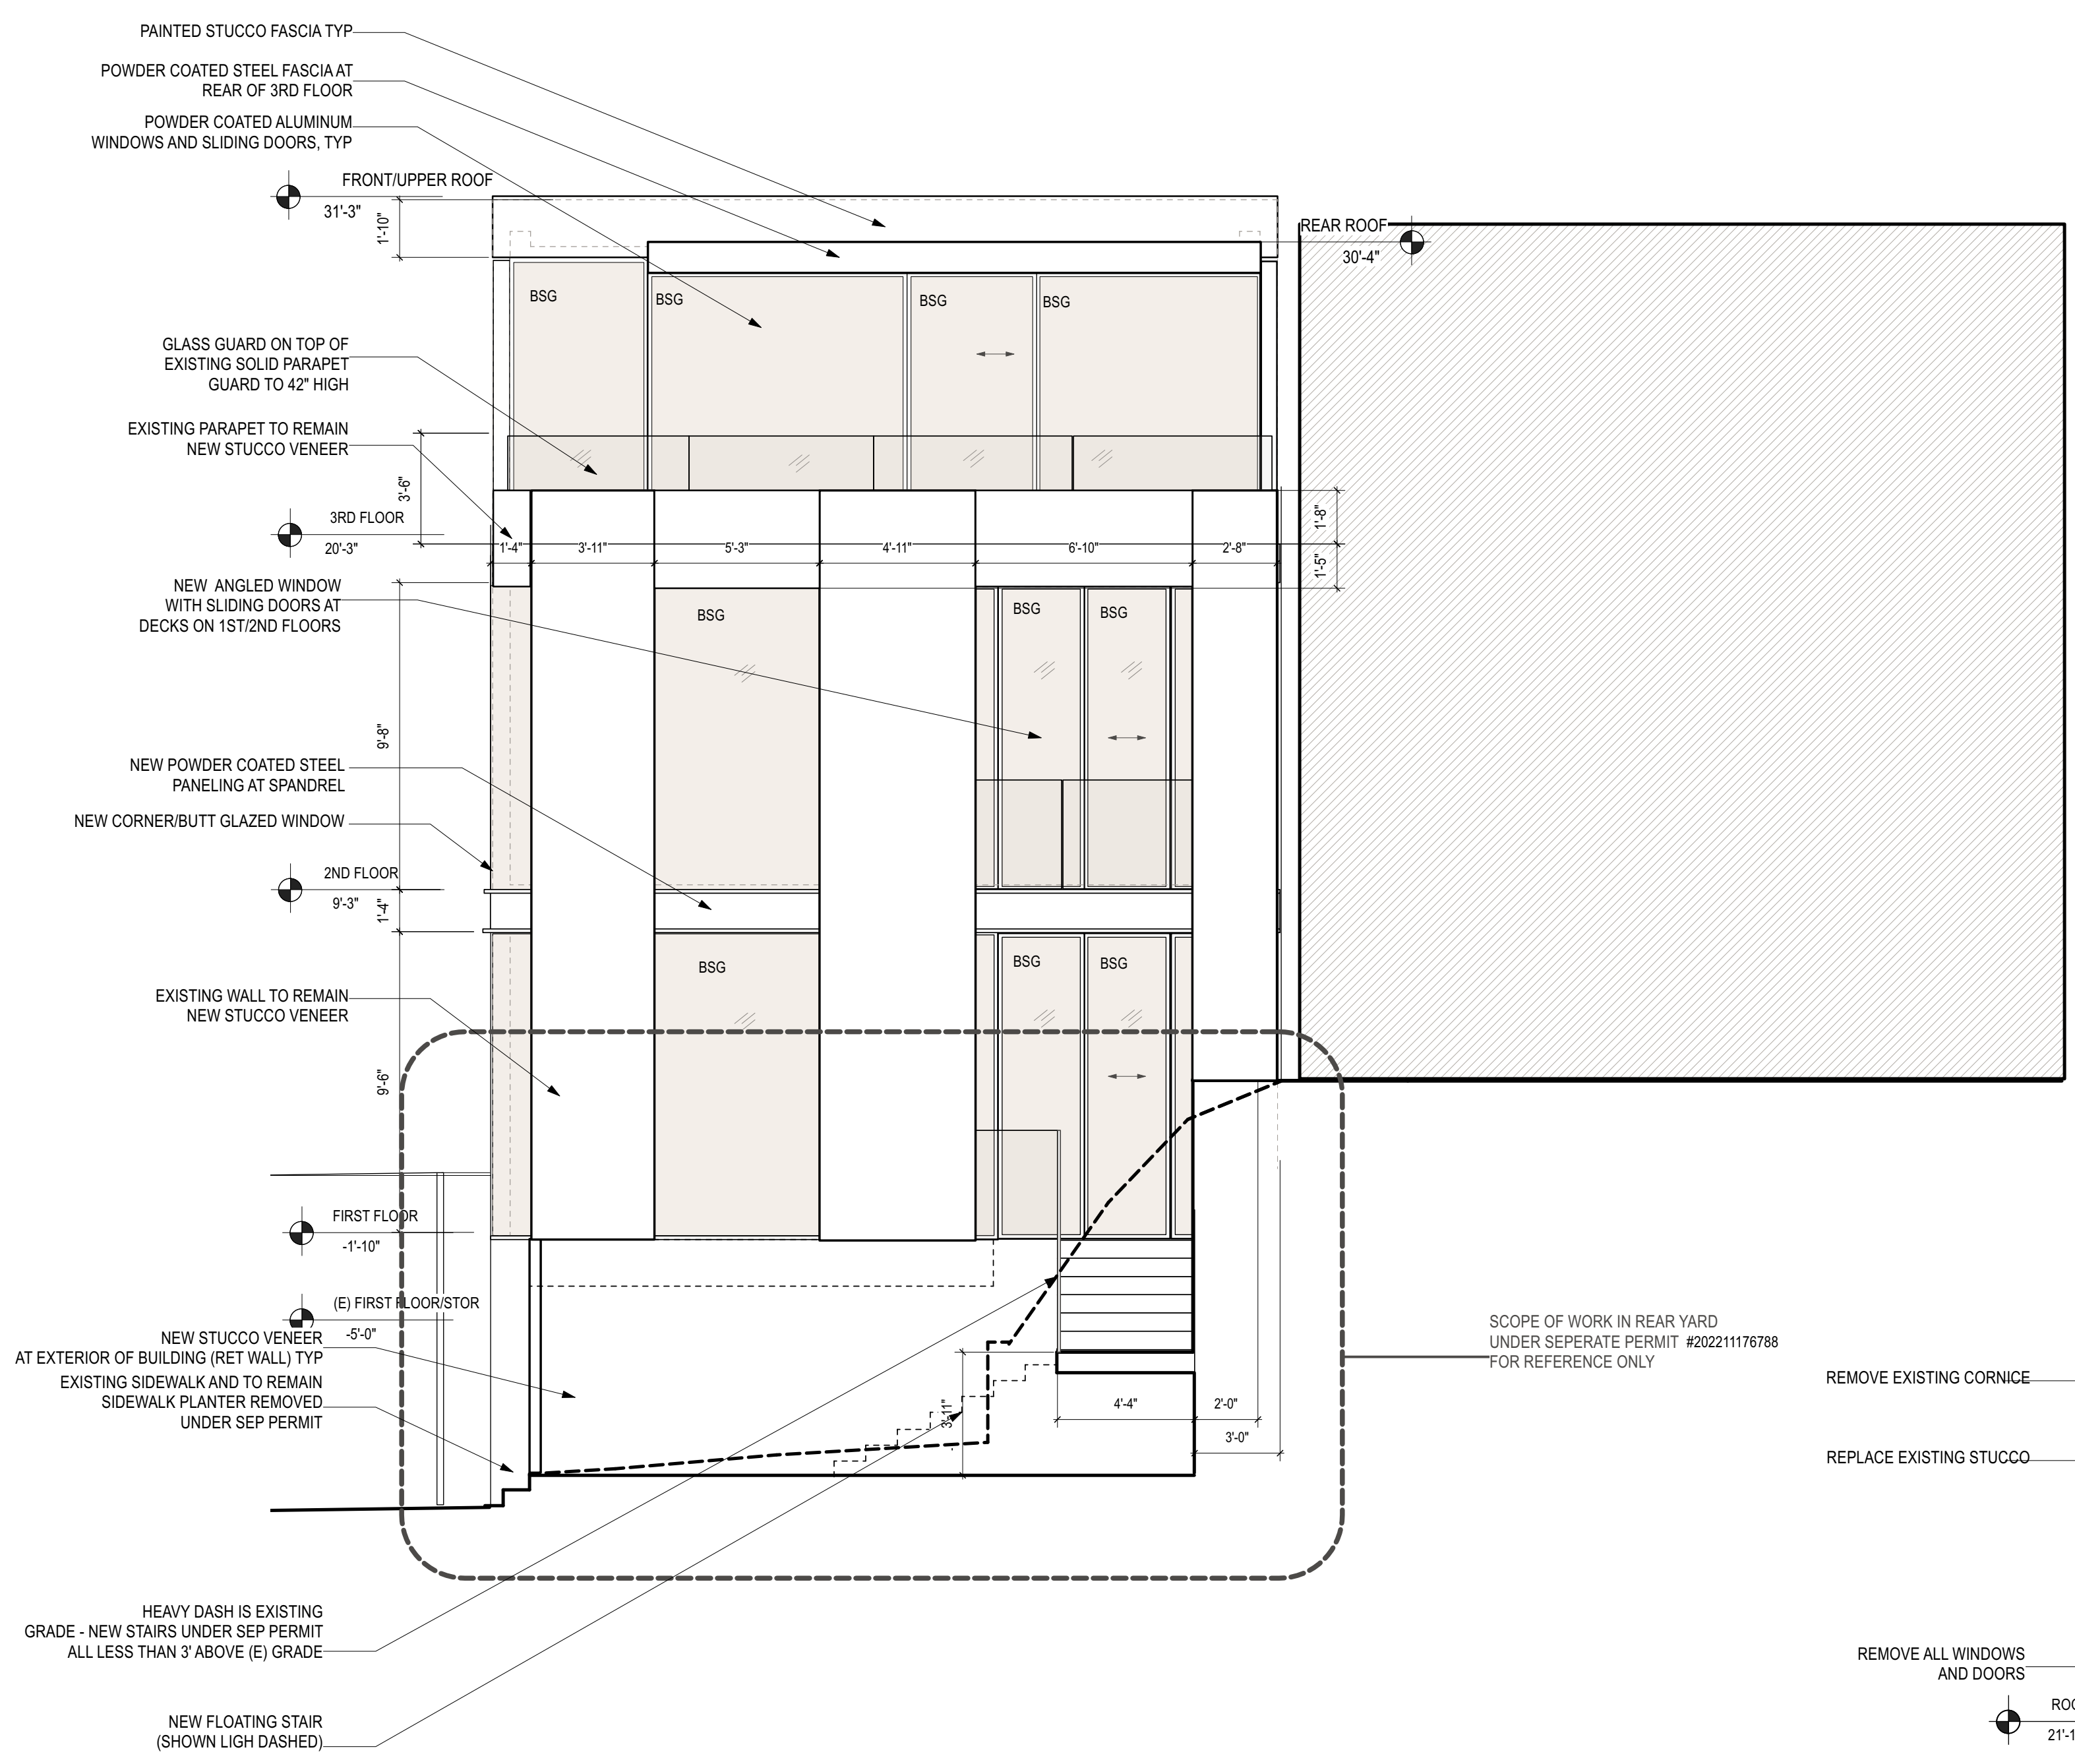 PAINTED STUCCO FASCIA TYP
POWDER COATED STEEL FASCIA AT
REAR OF 3RD FLOOR
POWDER COATED ALUMINUM
WINDOWS AND SLIDING DOORS, TYP
FRONT/UPPER ROOF
31'-3"
1'-10"
REAR ROOF
30'-4"
BSG
BSG
BSG
BSG
GLASS GUARD ON TOP OF
EXISTING SOLID PARAPET
GUARD TO 42" HIGH
EXISTING PARAPET TO REMAIN
NEW STUCCO VENEER
3'-6"
3RD FLOOR
20'-3"
1'-4"
3'-11"
5'-3"
4'-11"
6'-10"
2'-8"
1'-8"
1'-5"
NEW ANGLED WINDOW
WITH SLIDING DOORS AT
DECKS ON 1ST/2ND FLOORS
BSG
BSG
BSG
9'-8"
NEW POWDER COATED STEEL
PANELING AT SPANDREL
NEW CORNER/BUTT GLAZED WINDOW
2ND FLOOR
9'-3"
1'-4"
BSG
BSG
BSG
EXISTING WALL TO REMAIN
NEW STUCCO VENEER
9'-6"
FIRST FLOOR
-1'-10"
(E) FIRST FLOOR/STOR
-5'-0"
NEW STUCCO VENEER
AT EXTERIOR OF BUILDING (RET WALL) TYP
EXISTING SIDEWALK AND TO REMAIN
SIDEWALK PLANTER REMOVED
UNDER SEP PERMIT
3'-11"
4'-4"
2'-0"
3'-0"
SCOPE OF WORK IN REAR YARD
UNDER SEPERATE PERMIT #202211176788
FOR REFERENCE ONLY
REMOVE EXISTING CORNICE
REPLACE EXISTING STUCCO
HEAVY DASH IS EXISTING
GRADE - NEW STAIRS UNDER SEP PERMIT
ALL LESS THAN 3' ABOVE (E) GRADE
NEW FLOATING STAIR
(SHOWN LIGH DASHED)
REMOVE ALL WINDOWS
AND DOORS